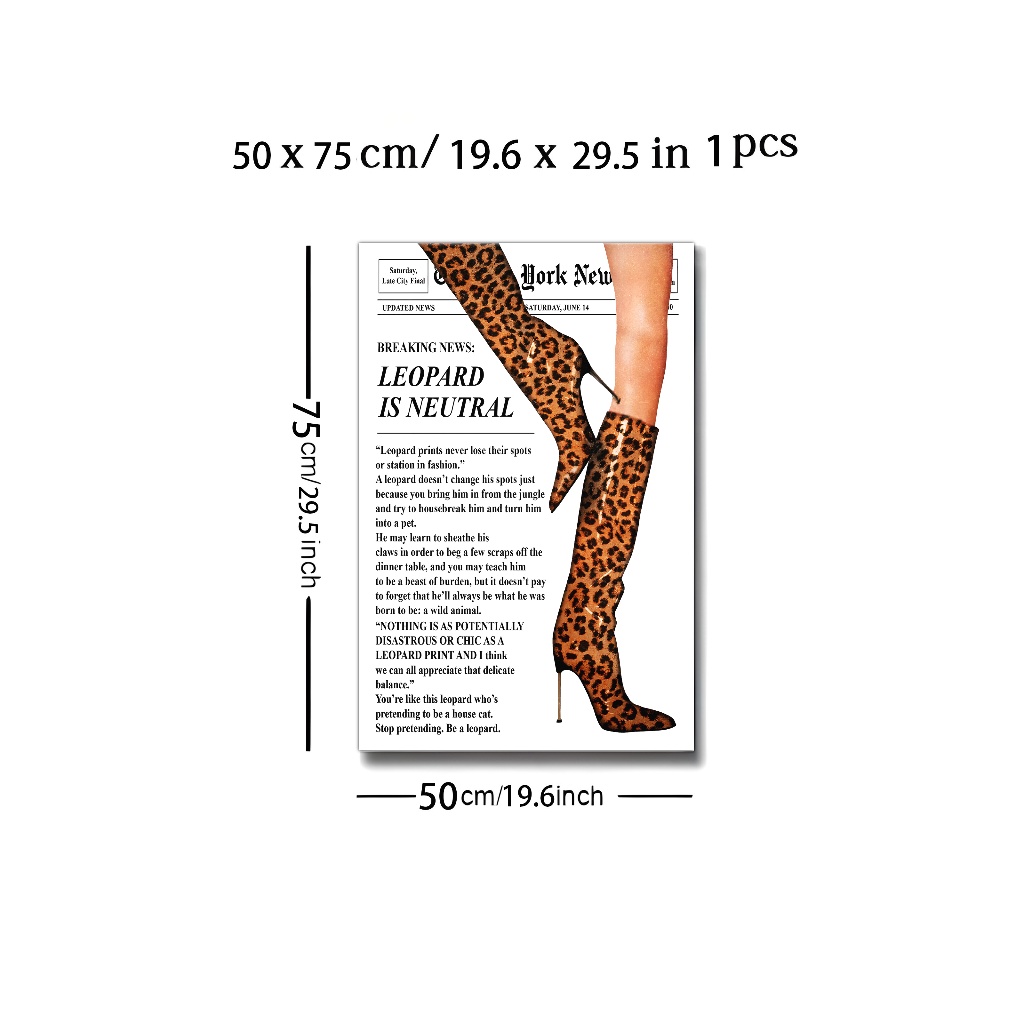 50 x 75 cm/ 19.6 x 29.5 in 1 pcs
Saturday,
Late City Final
York New
UPDATED NEWS
SATURDAY, JUNE 14
BREAKING NEWS:
LEOPARD
IS NEUTRAL
“Leopard prints never lose their spots
or station in fashion.”
A leopard doesn’t change his spots just
because you bring him in from the jungle
and try to housebreak him and turn him
into a pet.
He may learn to sheathe his
claws in order to beg a few scraps off the
dinner table, and you may teach him
to be a beast of burden, but it doesn’t pay
to forget that he’ll always be what he was
born to be: a wild animal.
“NOTHING IS AS POTENTIALLY
DISASTROUS OR CHIC AS A
LEOPARD PRINT AND I think
we can all appreciate that delicate
balance.”
You’re like this leopard who’s
pretending to be a house cat.
Stop pretending. Be a leopard.
75cm/29.5inch
50cm/19.6inch